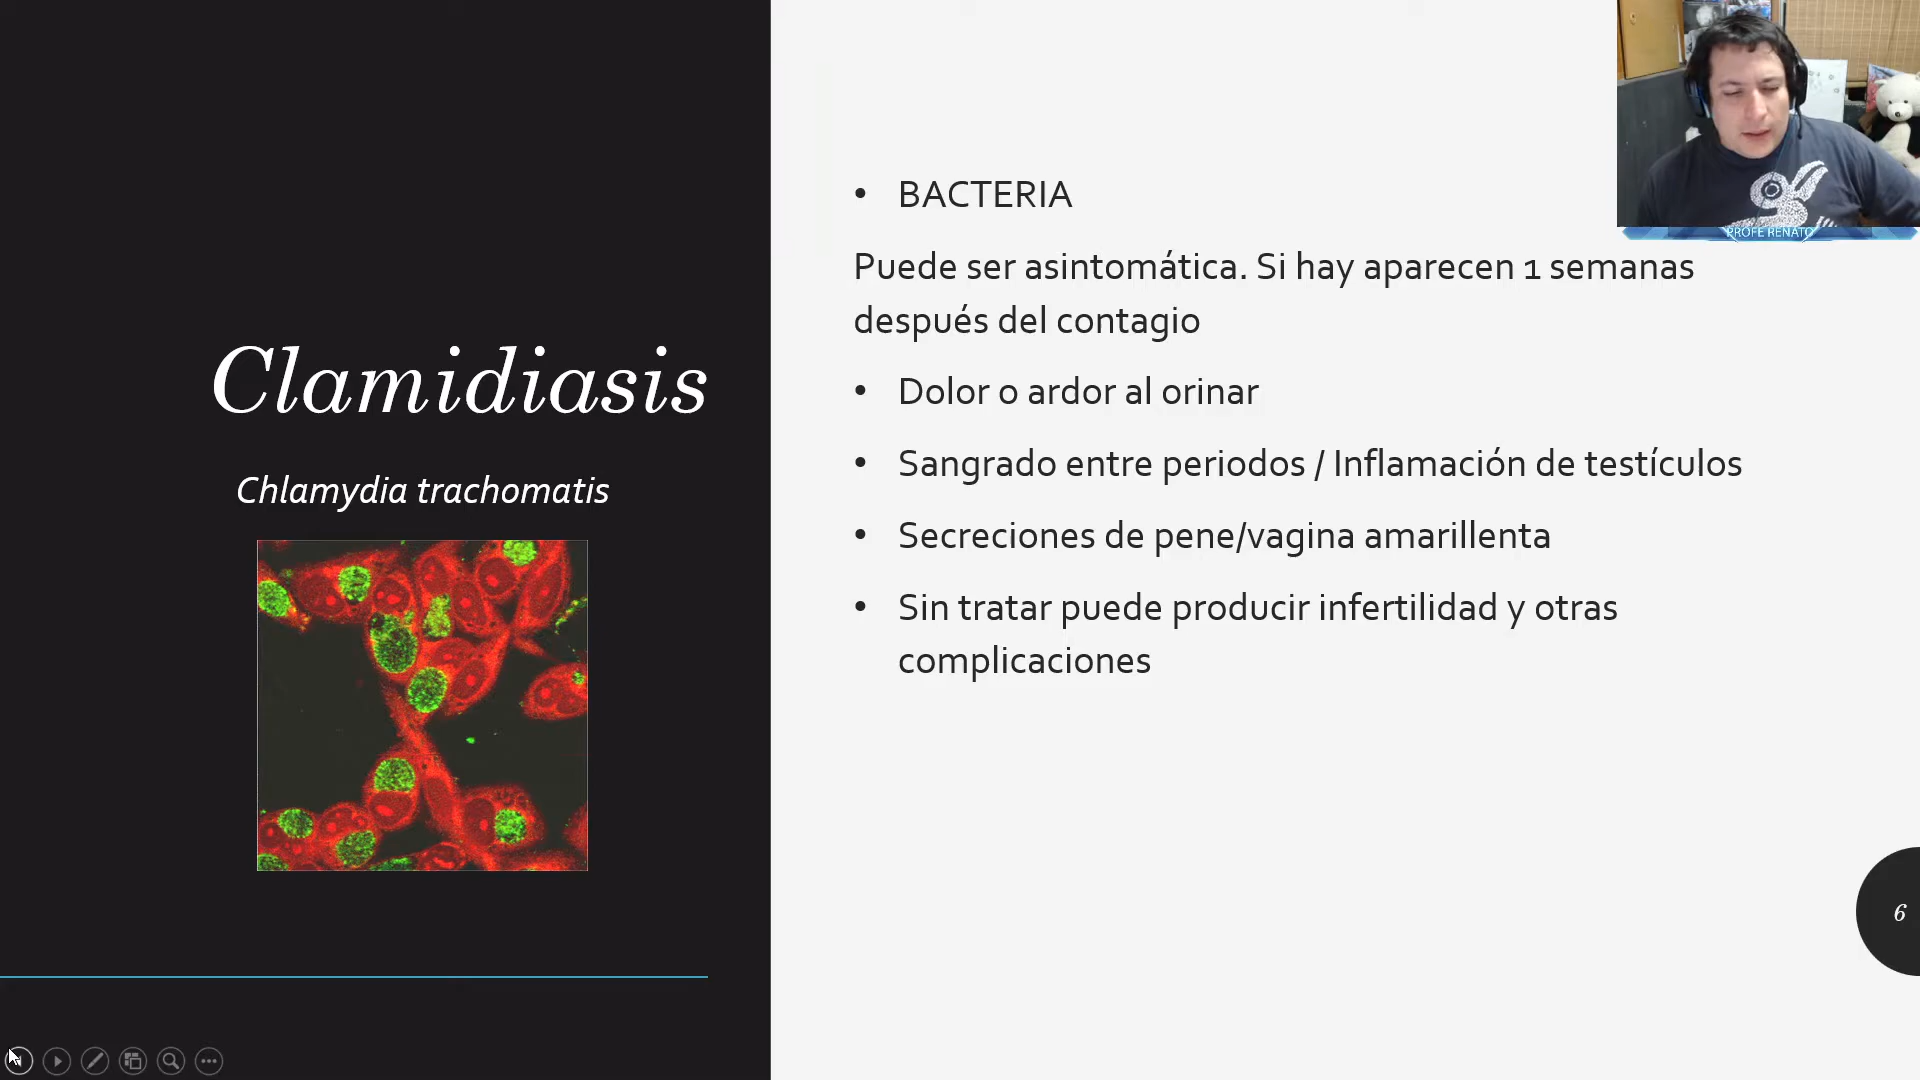 Clamidiasis
Chlamydia trachomatis
• BACTERIA
Puede ser asintomática. Si hay aparecen 1 semanas
después del contagio
• Dolor o ardor al orinar
• Sangrado entre periodos / Inflamación de testículos
• Secreciones de pene/vagina amarillenta
• Sin tratar puede producir infertilidad y otras
complicaciones
PROFE RENATO
6